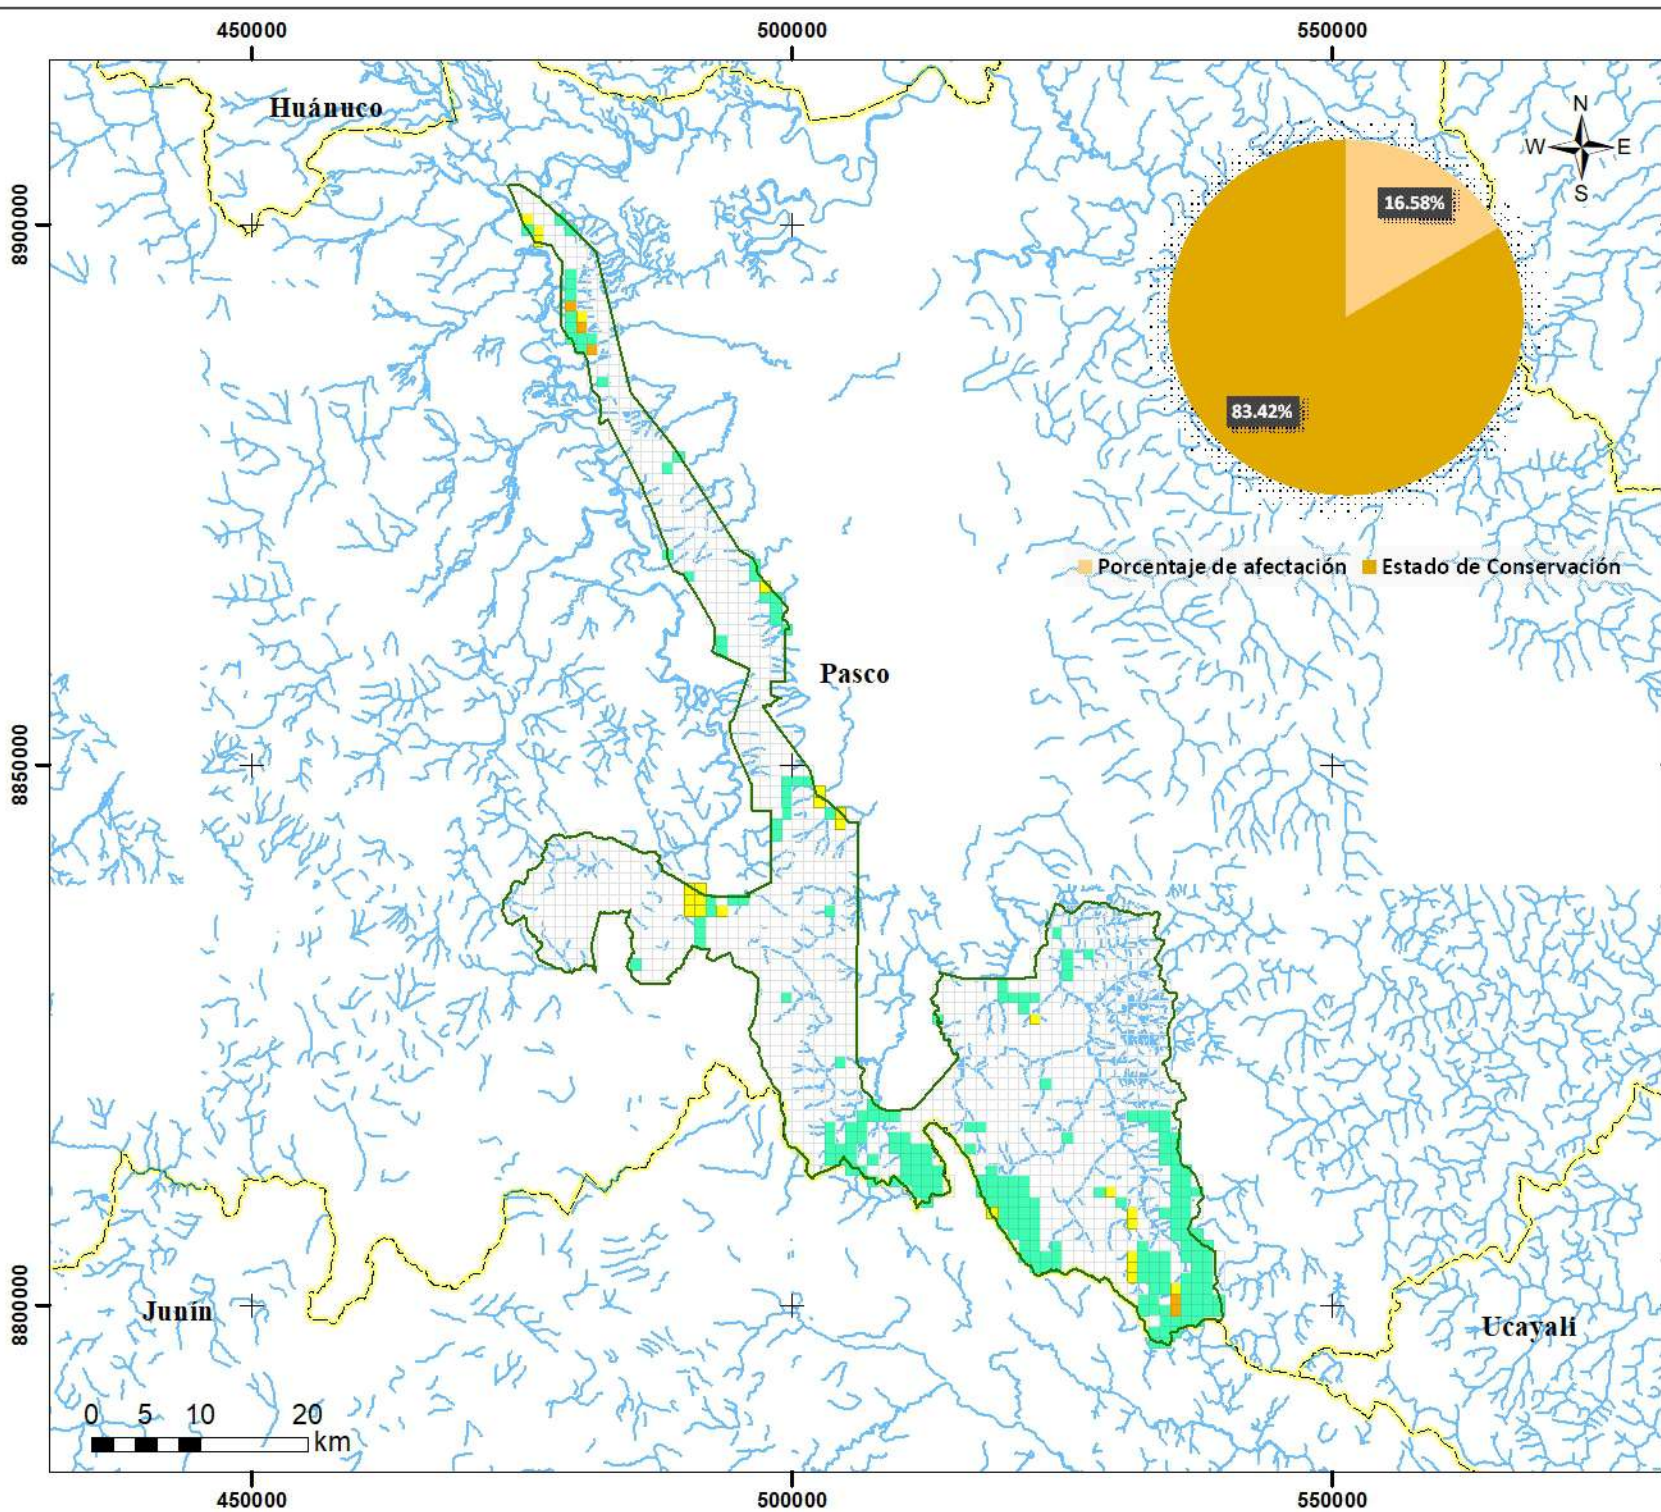 450000 500000 550000
Huánuco
N
W E
S
8900000
16.58%
83.42%
Porcentaje de afectación Estado de Conservación
Pasco
8850000
8800000
Junín
Ucayali
0 5 10 20
km
450000 500000 550000